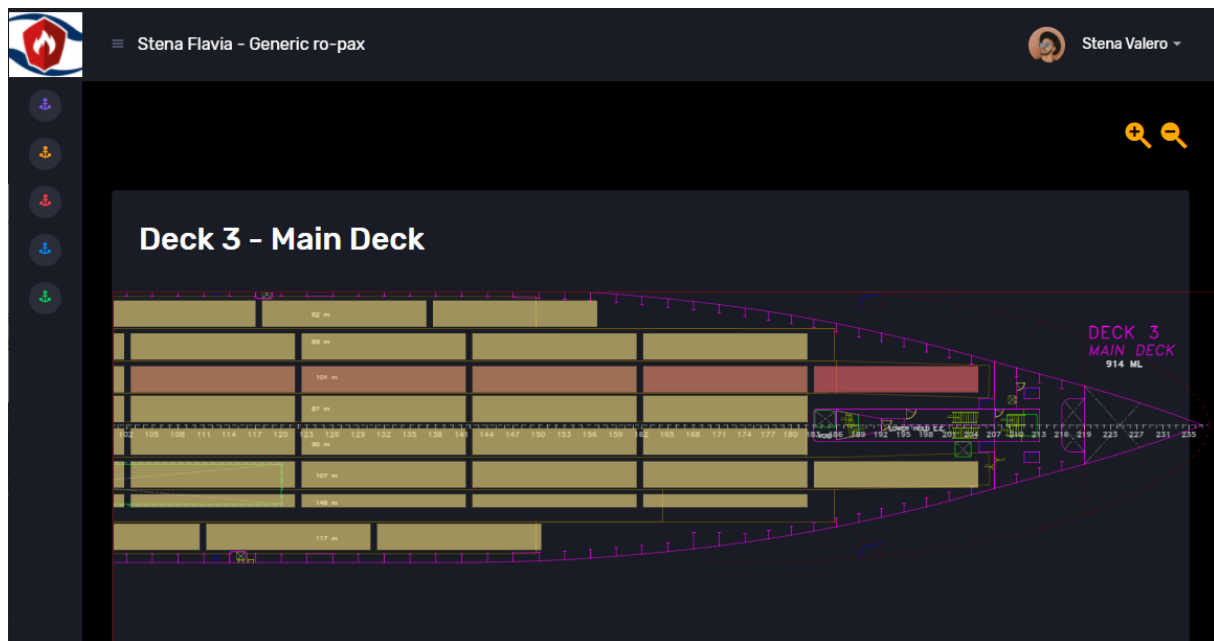 Stena Flavia - Generic ro-pax
Stena Valero
Deck 3 - Main Deck
DECK 3
MAIN DECK
914 ML
62 m
89 m
104 m
87 m
102 105 108 111 114 117 120 123 126 129 132 135 138 141 144 147 150 153 156 159 162 165 168 171 174 177 180 183 186 189 192 195 198 201 204 207 210 213 216 219 223 227 231 235
LOWER HOLD E.E.
90 m
107 m
146 m
117 m